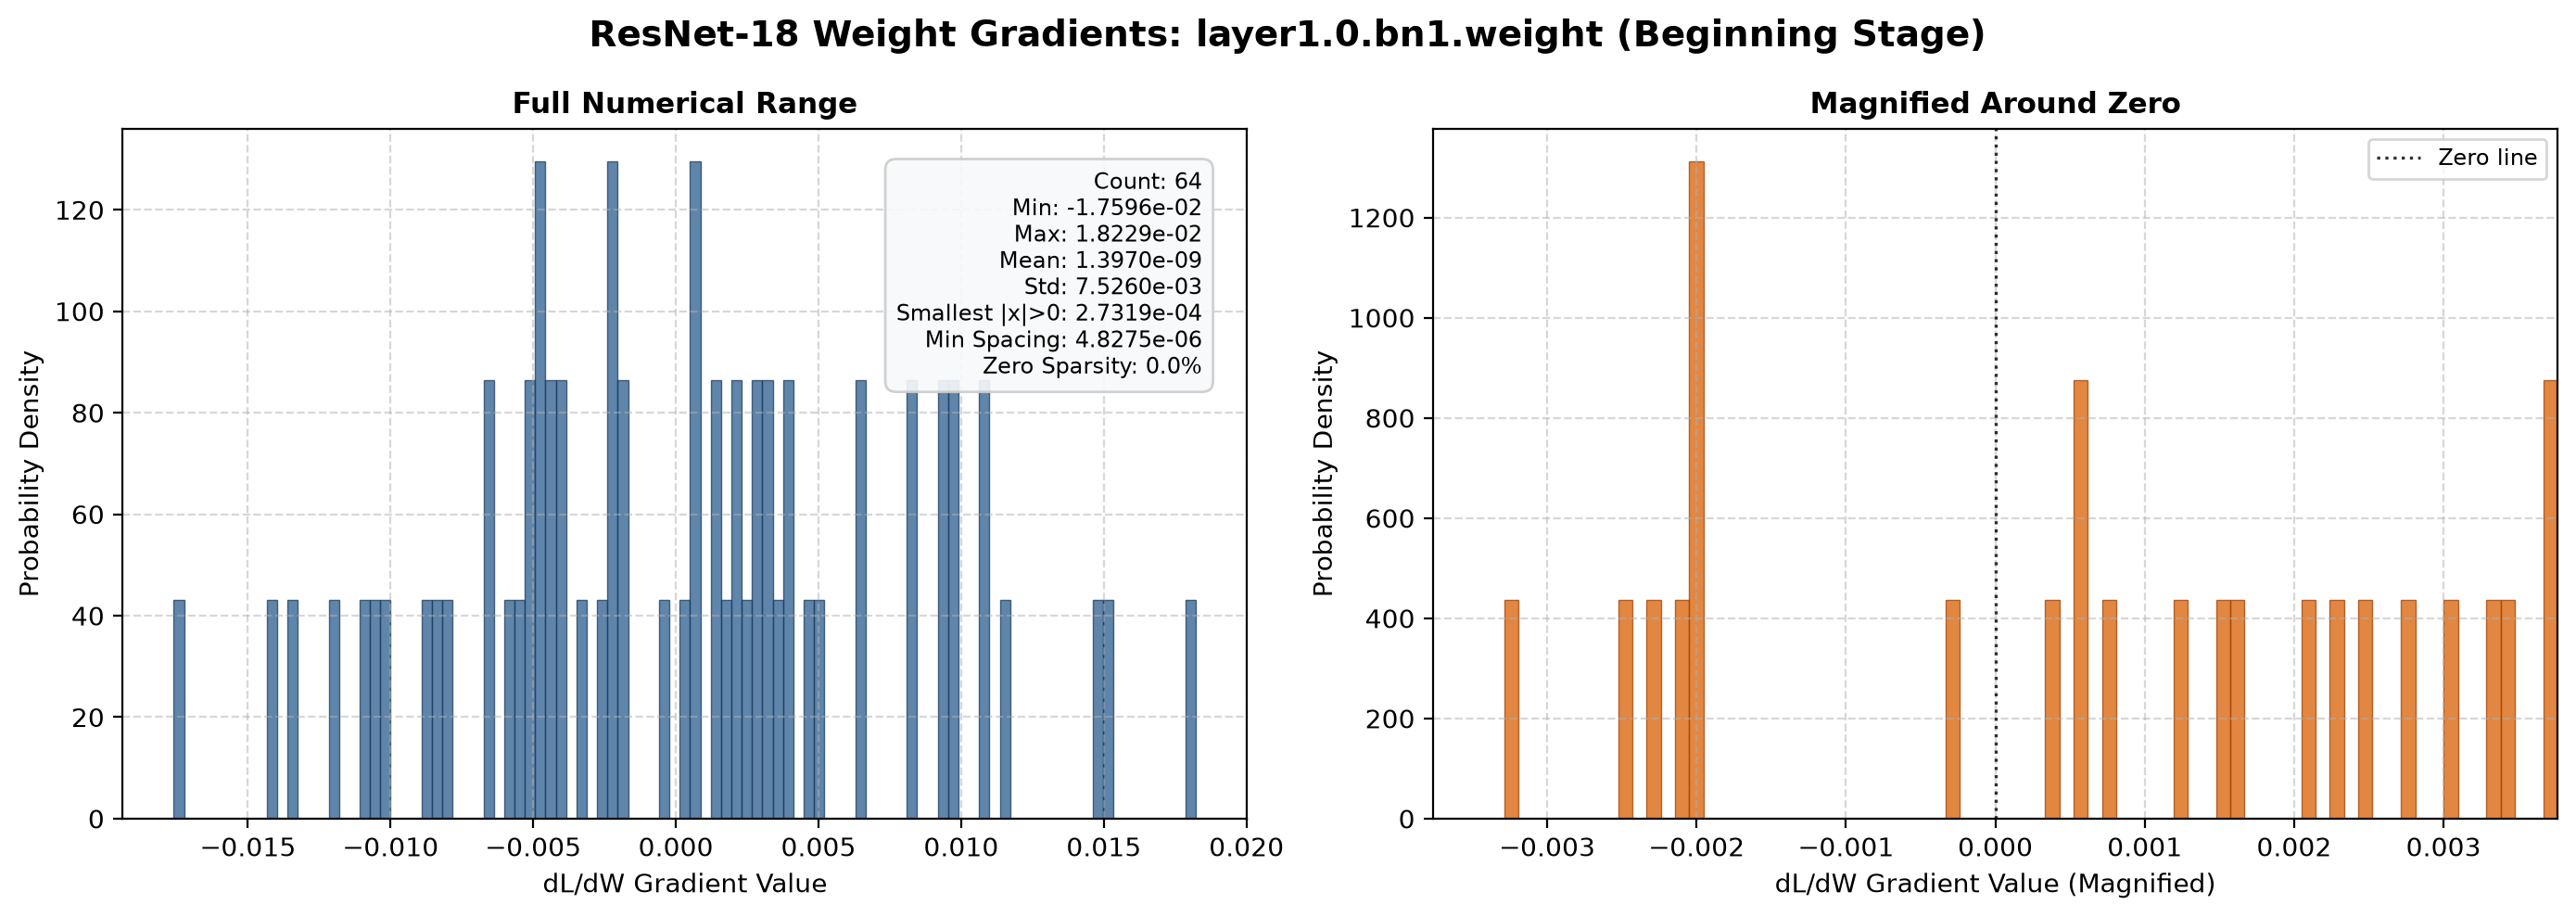 ResNet-18 Weight Gradients: layer1.0.bn1.weight (Beginning Stage)
Full Numerical Range
Probability Density
120
100
80
60
40
20
0
Count: 64
Min: -1.7596e-02
Max: 1.8229e-02
Mean: 1.3970e-09
Std: 7.5260e-03
Smallest |x|>0: 2.7319e-04
Min Spacing: 4.8275e-06
Zero Sparsity: 0.0%
−0.015 −0.010 −0.005 0.000 0.005 0.010 0.015 0.020
dL/dW Gradient Value
Magnified Around Zero
Probability Density
1200
1000
800
600
400
200
0
Zero line
−0.003 −0.002 −0.001 0.000 0.001 0.002 0.003
dL/dW Gradient Value (Magnified)